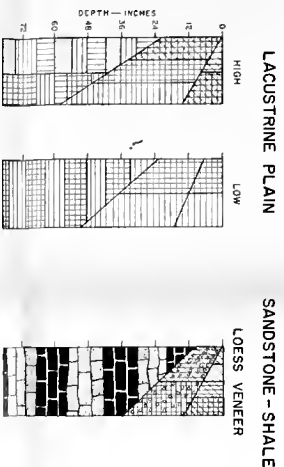 LACUSTRINE PLAIN
SANDSTONE-SHALE
LOESS VENEER
HIGH
LOW
DEPTH—INCHES
0
12
24
36
48
60
72